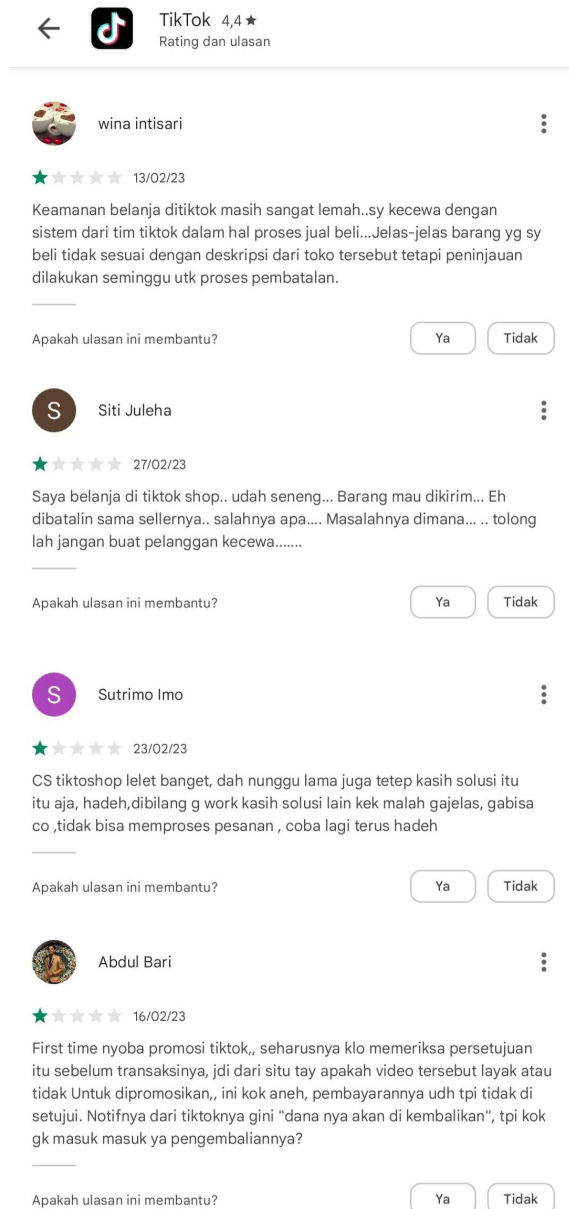 TikTok 4,4★
Rating dan ulasan
wina intisari
13/02/23
Keamanan belanja ditiktok masih sangat lemah..sy kecewa dengan
sistem dari tim tiktok dalam hal proses jual beli...Jelas-jelas barang yg sy
beli tidak sesuai dengan deskripsi dari toko tersebut tetapi peninjauan
dilakukan seminggu utk proses pembatalan.
Apakah ulasan ini membantu? Ya Tidak
S Siti Juleha
27/02/23
Saya belanja di tiktok shop.. udah seneng... Barang mau dikirim... Eh
dibatalin sama sellernya.. salahnya apa.... Masalahnya dimana... .. tolong
lah jangan buat pelanggan kecewa.......
Apakah ulasan ini membantu? Ya Tidak
S Sutrimo Imo
23/02/23
CS tiktoshop lelet banget, dah nunggu lama juga tetep kasih solusi itu
itu aja, hadeh,dibilang g work kasih solusi lain kek malah gajelas, gabisa
co ,tidak bisa memproses pesanan , coba lagi terus hadeh
Apakah ulasan ini membantu? Ya Tidak
Abdul Bari
16/02/23
First time nyoba promosi tiktok,, seharusnya klo memeriksa persetujuan
itu sebelum transaksinya, jdi dari situ tay apakah video tersebut layak atau
tidak Untuk dipromosikan,, ini kok aneh, pembayarannya udh tpi tidak di
setujui. Notifnya dari tiktoknya gini "dana nya akan di kembalikan", tpi kok
gk masuk masuk ya pengembaliannya?
Apakah ulasan ini membantu? Ya Tidak